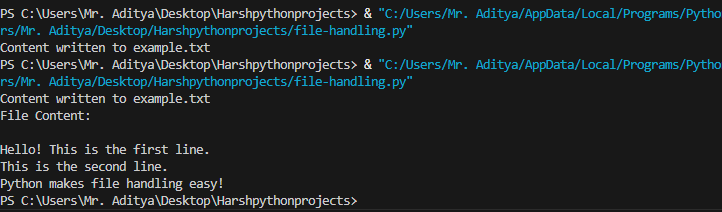 PS C:\Users\Mr. Aditya\Desktop\Harshpythonprojects> & "C:/Users/Mr. Aditya/AppData/Local/Programs/Pytho
rs/Mr. Aditya/Desktop/Harshpythonprojects/file-handling.py"
Content written to example.txt
PS C:\Users\Mr. Aditya\Desktop\Harshpythonprojects> & "C:/Users/Mr. Aditya/AppData/Local/Programs/Pytho
rs/Mr. Aditya/Desktop/Harshpythonprojects/file-handling.py"
Content written to example.txt
File Content:

Hello! This is the first line.
This is the second line.
Python makes file handling easy!
PS C:\Users\Mr. Aditya\Desktop\Harshpythonprojects>